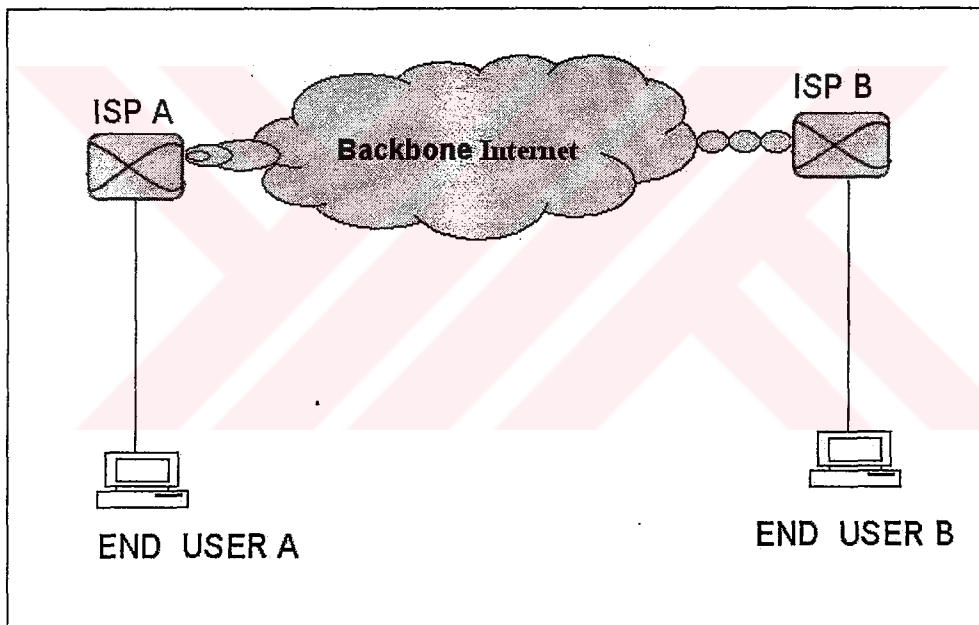 ISP A
ISP B
Backbone Internet
END USER A
END USER B